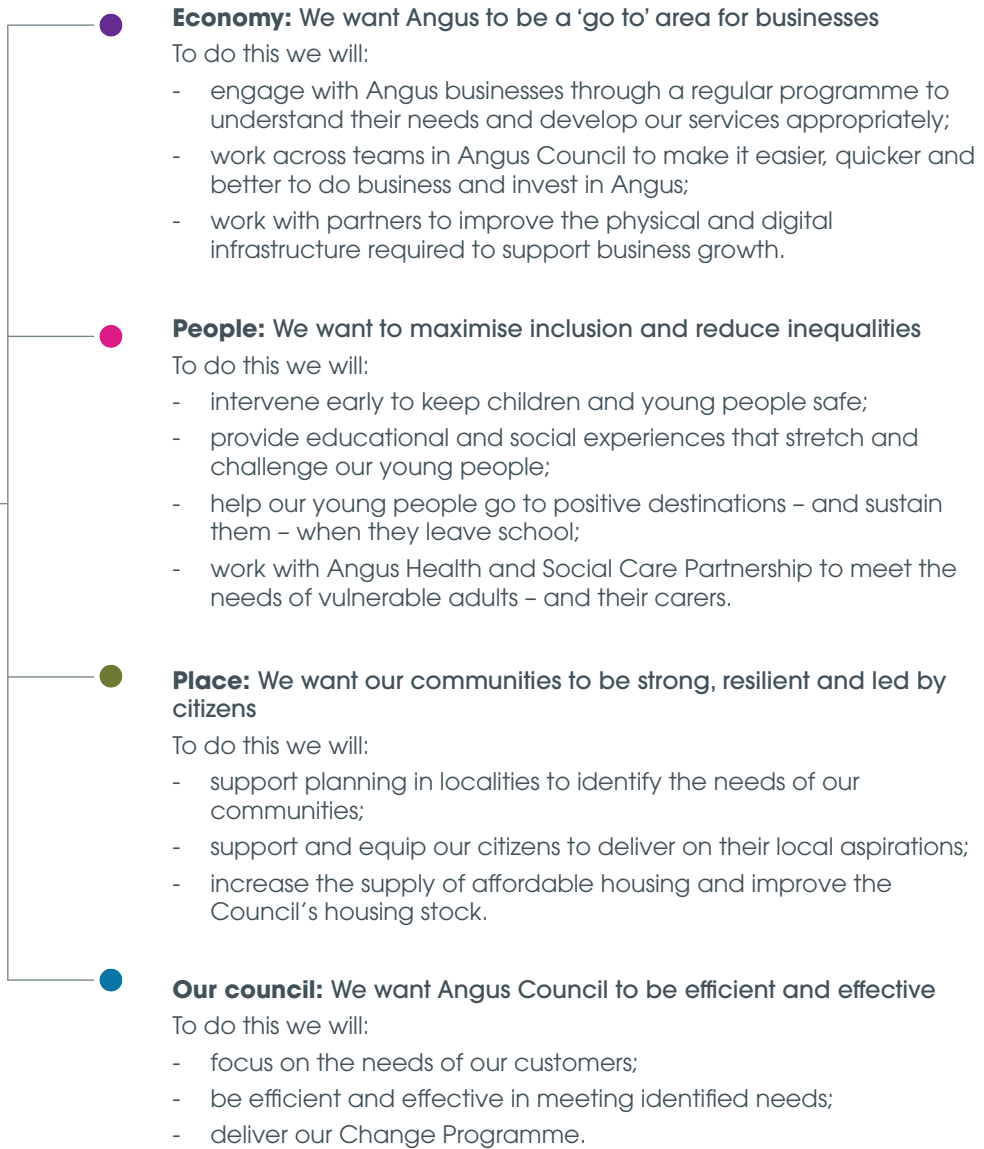 Economy: We want Angus to be a ‘go to’ area for businesses
To do this we will:
- engage with Angus businesses through a regular programme to
understand their needs and develop our services appropriately;
- work across teams in Angus Council to make it easier, quicker and
better to do business and invest in Angus;
- work with partners to improve the physical and digital
infrastructure required to support business growth.
People: We want to maximise inclusion and reduce inequalities
To do this we will:
- intervene early to keep children and young people safe;
- provide educational and social experiences that stretch and
challenge our young people;
- help our young people go to positive destinations – and sustain
them – when they leave school;
- work with Angus Health and Social Care Partnership to meet the
needs of vulnerable adults – and their carers.
Place: We want our communities to be strong, resilient and led by
citizens
To do this we will:
- support planning in localities to identify the needs of our
communities;
- support and equip our citizens to deliver on their local aspirations;
- increase the supply of affordable housing and improve the
Council’s housing stock.
Our council: We want Angus Council to be efficient and effective
To do this we will:
- focus on the needs of our customers;
- be efficient and effective in meeting identified needs;
- deliver our Change Programme.